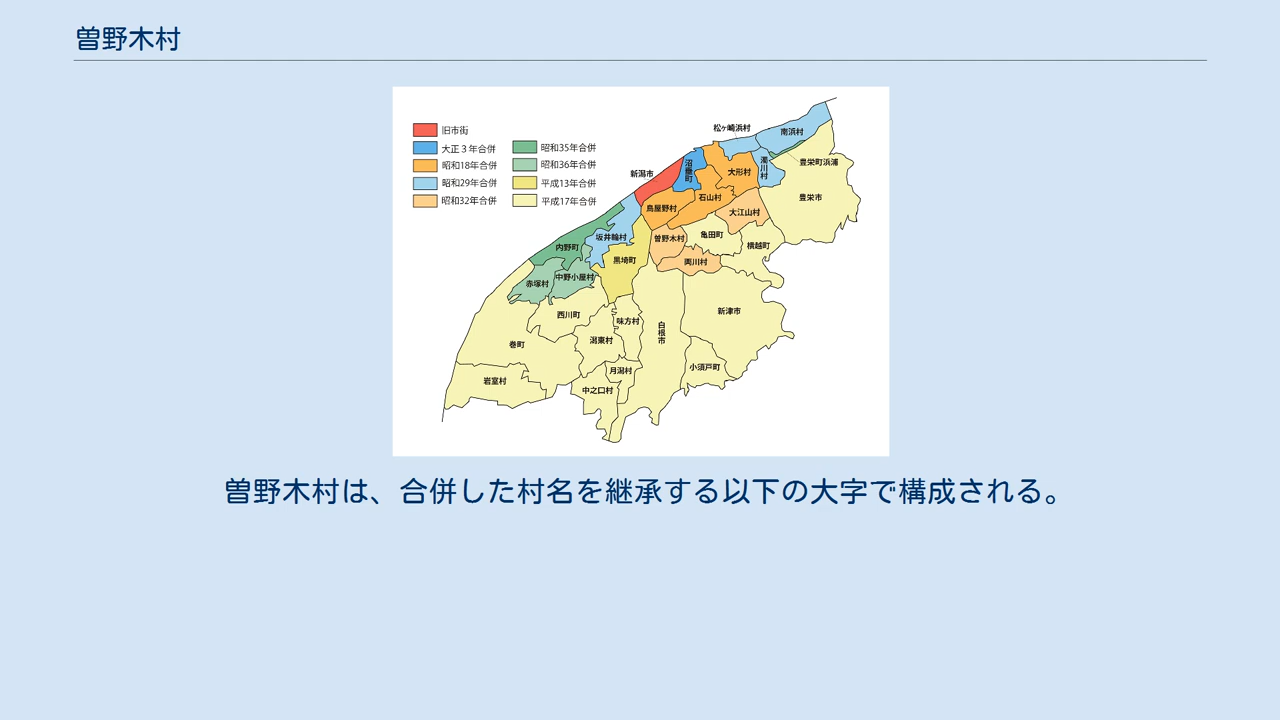 曽野木村
旧市街
大正３年合併
昭和18年合併
昭和29年合併
昭和32年合併
昭和35年合併
昭和36年合併
平成13年合併
平成17年合併
松ヶ崎浜村
南浜村
濁川村
豊栄町浜浦
新潟市
沼垂町
大形村
豊栄市
石山村
鳥屋野村
大江山村
坂井輪村
曽野木村
亀田町
横越町
内野町
黒埼町
両川村
赤塚村
中野小屋村
西川町
味方村
白根市
新津市
巻町
潟東村
小須戸町
月潟村
岩室村
中之口村
曽野木村は、合併した村名を継承する以下の大字で構成される。